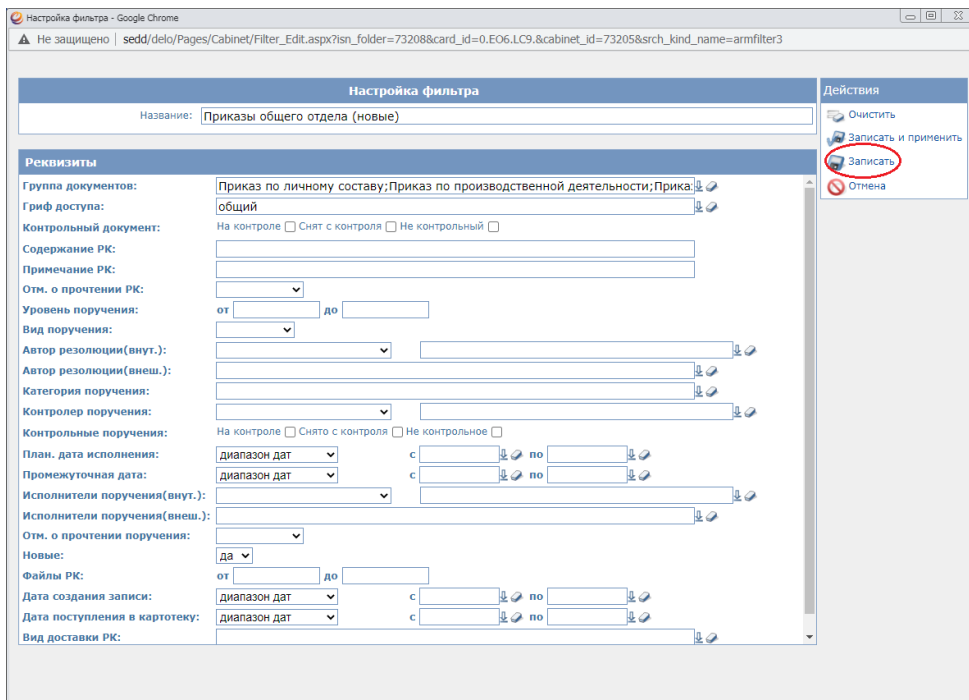 Настройка фильтра - Google Chrome
Не защищено | sedd/delo/Pages/Cabinet/Filter_Edit.aspx?isn_folder=73208&card_id=0.EO6.LC9.&cabinet_id=73205&srch_kind_name=armfilter3
Настройка фильтра
Название: Приказы общего отдела (новые)
Действия
Очистить
Записать и применить
Записать
Отмена
Реквизиты
Группа документов: Приказ по личному составу;Приказ по производственной деятельности;Приказ
Гриф доступа: общий
Контрольный документ: На контроле Снят с контроля Не контрольный
Содержание РК:
Примечание РК:
Отм. о прочтении РК:
Уровень поручения: от до
Вид поручения:
Автор резолюции(внут.):
Автор резолюции(внеш.):
Категория поручения:
Контролер поручения:
Контрольные поручения: На контроле Снято с контроля Не контрольное
План. дата исполнения: диапазон дат с по
Промежуточная дата: диапазон дат с по
Исполнители поручения(внут.):
Исполнители поручения(внеш.):
Отм. о прочтении поручения:
Новые: да
Файлы РК: от до
Дата создания записи: диапазон дат с по
Дата поступления в картотеку: диапазон дат с по
Вид доставки РК: